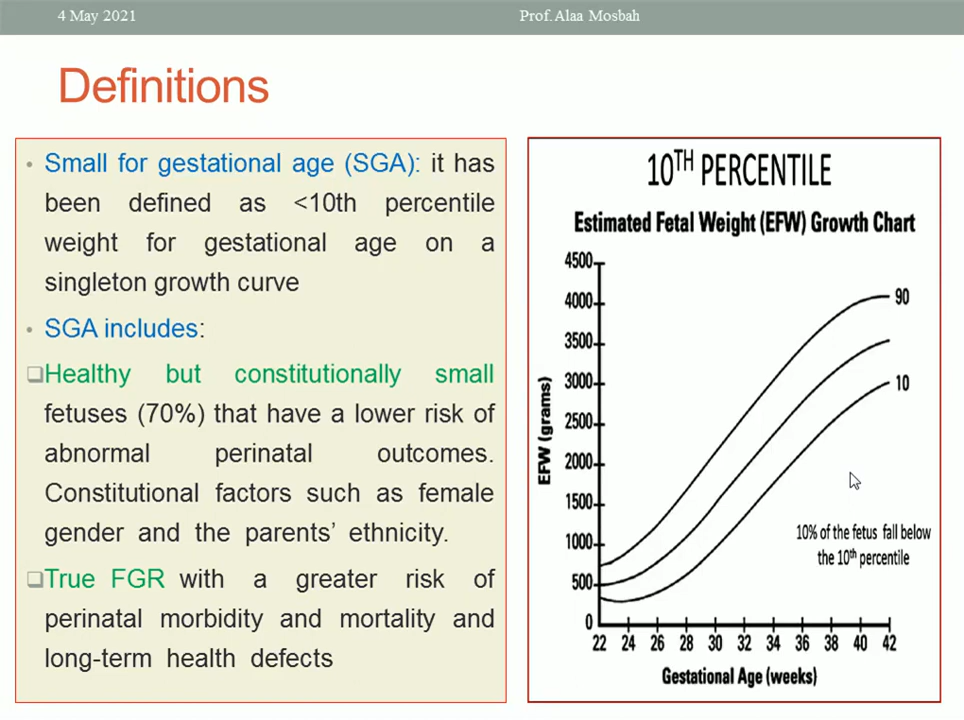 4 May 2021
Prof.Alaa Mosbah
Definitions
• Small for gestational age (SGA): it has
been defined as <10th percentile
weight for gestational age on a
singleton growth curve
• SGA includes:
❑Healthy but constitutionally small
fetuses (70%) that have a lower risk of
abnormal perinatal outcomes.
Constitutional factors such as female
gender and the parents’ ethnicity.
❑True FGR with a greater risk of
perinatal morbidity and mortality and
long-term health defects
10TH PERCENTILE
Estimated Fetal Weight (EFW) Growth Chart
4500
4000
3500
3000
2500
2000
1500
1000
500
0
EFW (grams)
90
10
10% of the fetus fall below
the 10th percentile
22 24 26 28 30 32 34 36 38 40 42
Gestational Age (weeks)